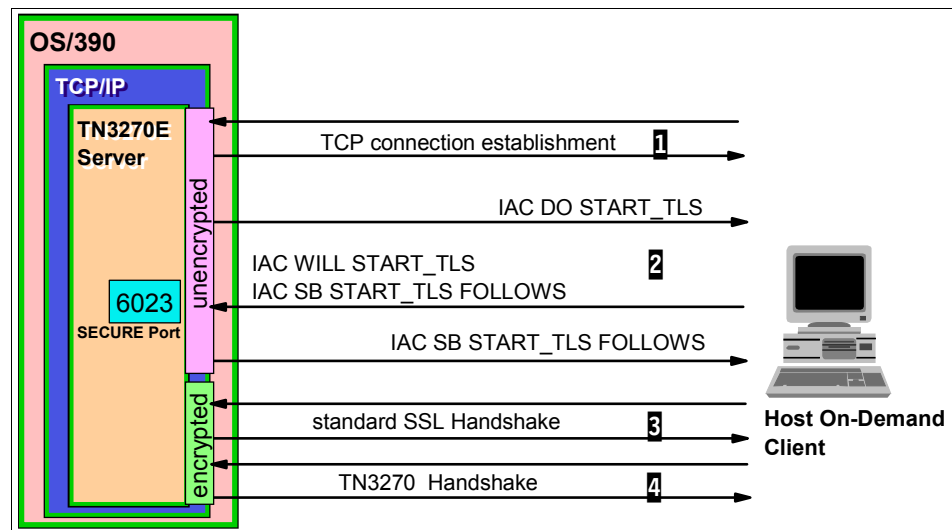 OS/390
TCP/IP
TN3270E
Server
unencrypted
6023
SECURE Port
encrypted
TCP connection establishment 1
IAC DO START_TLS
IAC WILL START_TLS 2
IAC SB START_TLS FOLLOWS
IAC SB START_TLS FOLLOWS
standard SSL Handshake 3
TN3270 Handshake 4
Host On-Demand
Client